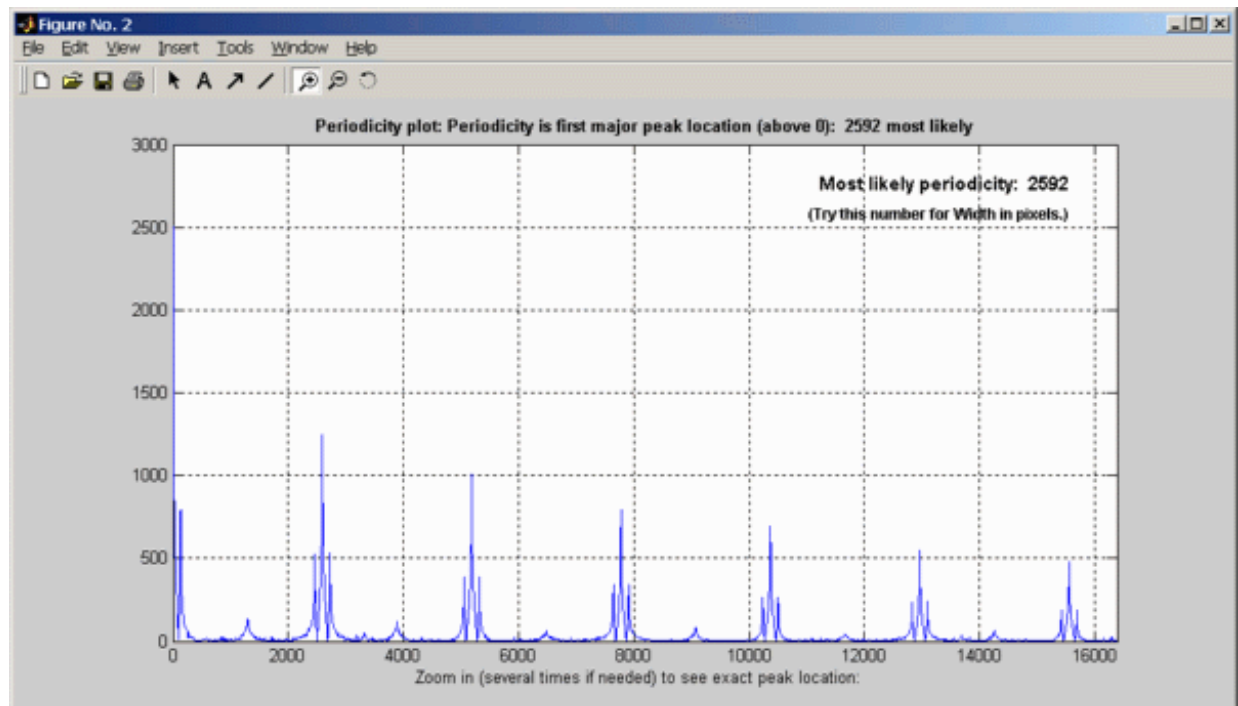 Figure No. 2
File Edit View Insert Tools Window Help
A
Periodicity plot: Periodicity is first major peak location (above 0): 2592 most likely
3000
Most likely periodicity: 2592
(Try this number for Width in pixels.)
2500
2000
1500
1000
500
0
0 2000 4000 6000 8000 10000 12000 14000 16000
Zoom in (several times if needed) to see exact peak location: